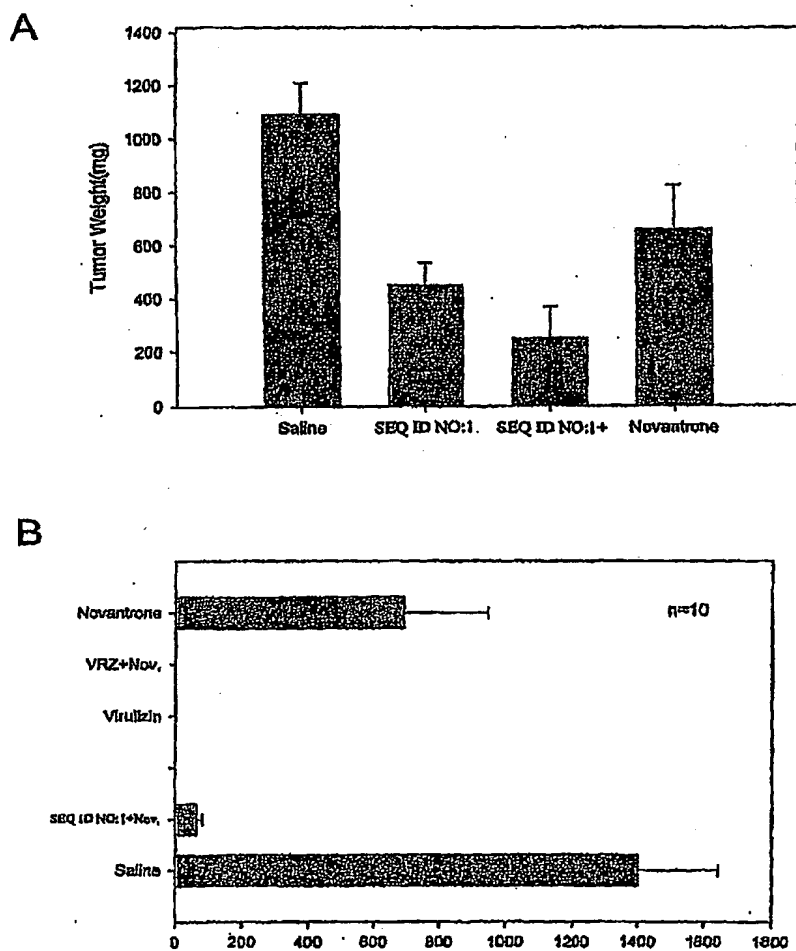 A
1400
1200
1000
800
600
400
200
0
Tumor Weight(mg)
Saline SEQ ID NO:1. SEQ ID NO:1+ Novantrone
B
Novantrone
VRZ+Nov.
Virulizin
SEQ ID NO:1+Nov.
Saline
n=10
0 200 400 600 800 1000 1200 1400 1600 1800